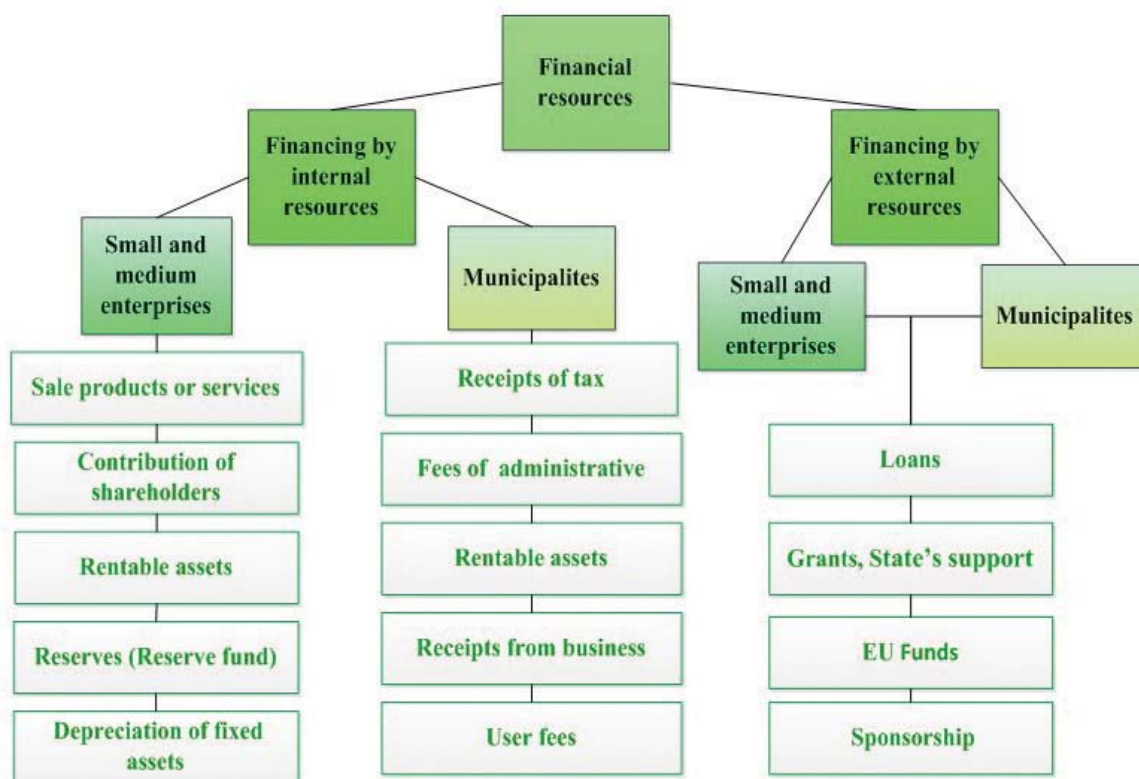 Financial
resources
Financing by
internal
resources
Financing by
external
resources
Small and
medium
enterprises
Municipalites
Small and
medium
enterprises
Municipalites
Sale products or services
Contribution of
shareholders
Rentable assets
Reserves (Reserve fund)
Depreciation of fixed
assets
Receipts of tax
Fees of administrative
Rentable assets
Receipts from business
User fees
Loans
Grants, State’s support
EU Funds
Sponsorship